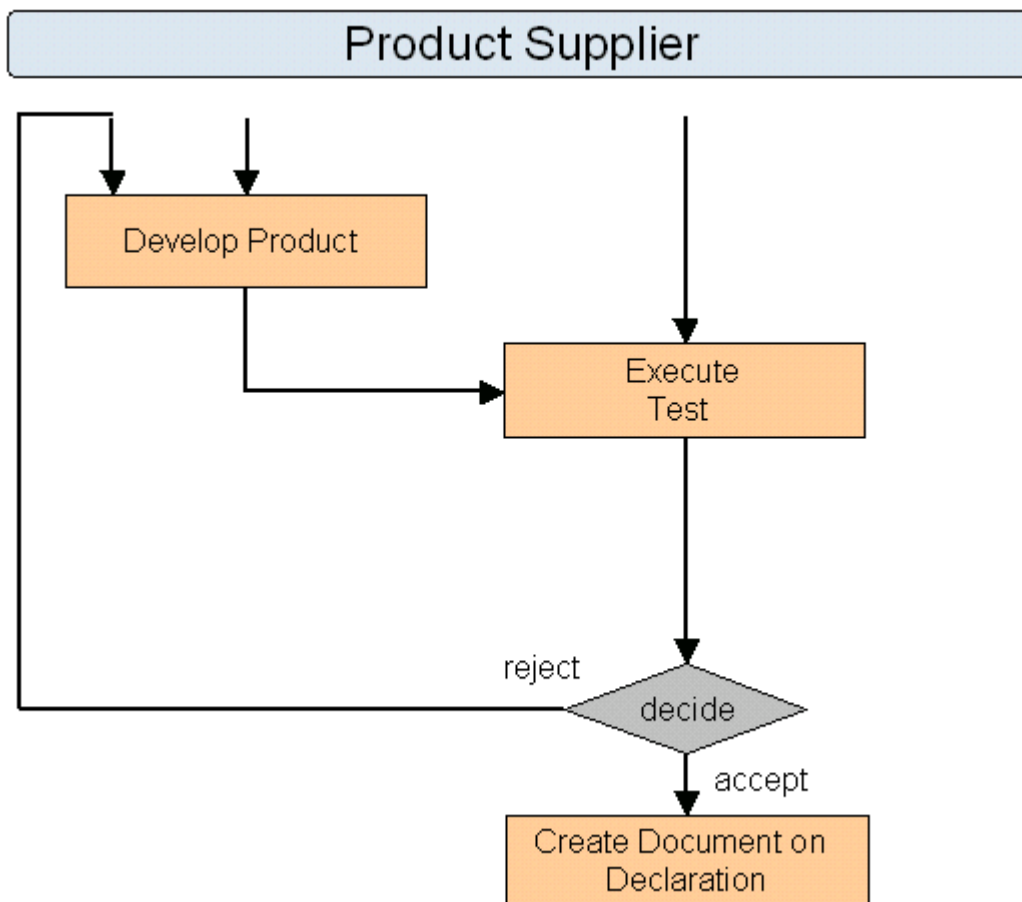 Product Supplier
Develop Product
Execute
Test
reject
decide
accept
Create Document on
Declaration